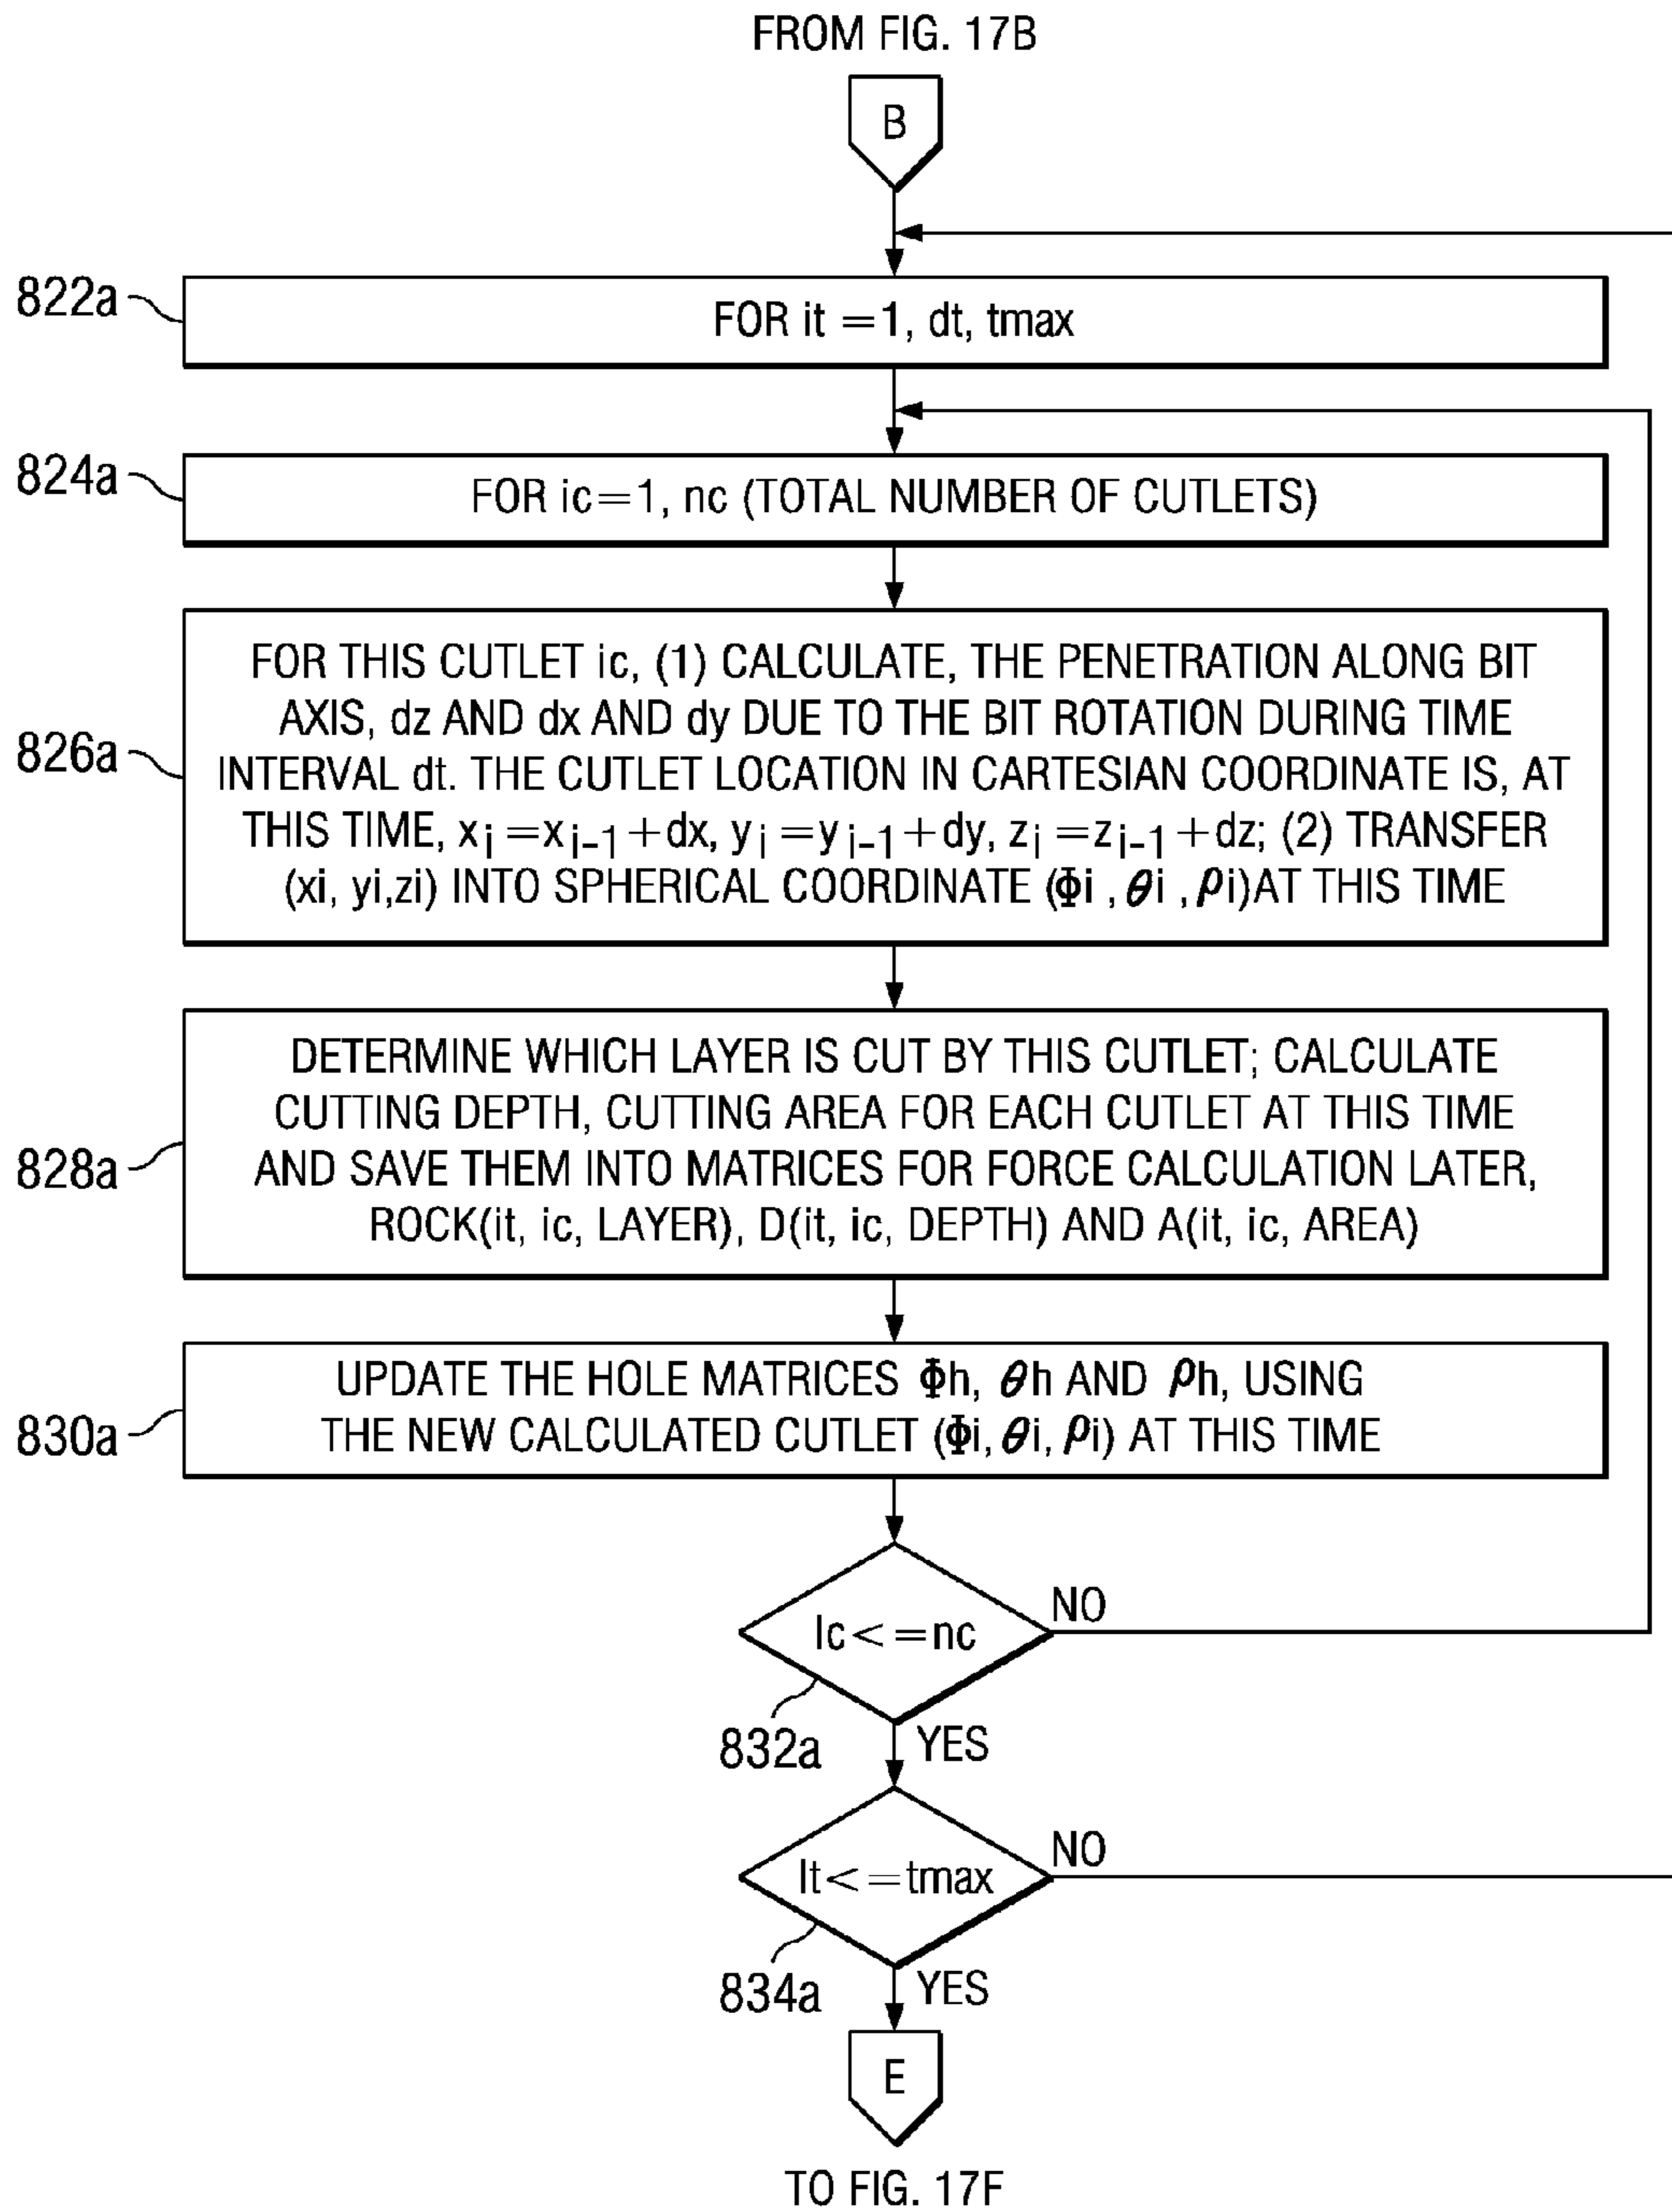 FROM FIG. 17B
B
822a
FOR it =1, dt, tmax
824a
FOR ic=1, nc (TOTAL NUMBER OF CUTLETS)
826a
FOR THIS CUTLET ic, (1) CALCULATE, THE PENETRATION ALONG BIT
AXIS, dz AND dx AND dy DUE TO THE BIT ROTATION DURING TIME
INTERVAL dt. THE CUTLET LOCATION IN CARTESIAN COORDINATE IS, AT
THIS TIME, x i =x i-1 +dx, y i =y i-1 +dy, z i =z i-1 +dz; (2) TRANSFER
(xi, yi,zi) INTO SPHERICAL COORDINATE (Φi , θi , ρi)AT THIS TIME
828a
DETERMINE WHICH LAYER IS CUT BY THIS CUTLET; CALCULATE
CUTTING DEPTH, CUTTING AREA FOR EACH CUTLET AT THIS TIME
AND SAVE THEM INTO MATRICES FOR FORCE CALCULATION LATER,
ROCK(it, ic, LAYER), D(it, ic, DEPTH) AND A(it, ic, AREA)
830a
UPDATE THE HOLE MATRICES Φh, θh AND ρh, USING
THE NEW CALCULATED CUTLET (Φi, θi, ρi) AT THIS TIME
Ic<=nc
NO
832a
YES
It<=tmax
NO
834a
YES
E
TO FIG. 17F